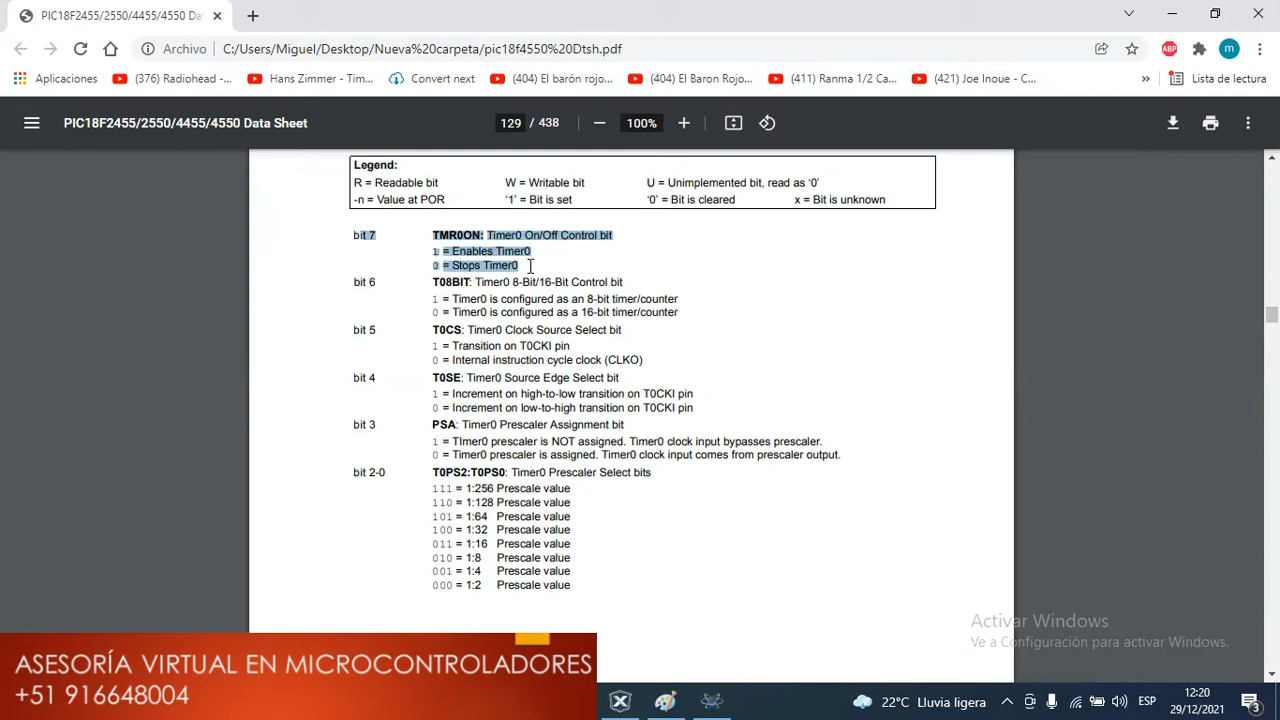 PIC18F2455/2550/4455/4550 Da
Archivo C:/Users/Miguel/Desktop/Nueva%20carpeta/pic18f4550%20Dtsh.pdf
ABP
m
Aplicaciones (376) Radiohead -... Hans Zimmer - Tim... Convert next (404) El barón rojo... (404) El Baron Rojo... (411) Ranma 1/2 Ca... (421) Joe Inoue - C... » Lista de lectura
PIC18F2455/2550/4455/4550 Data Sheet 129 / 438 100%
Legend:
R = Readable bit W = Writable bit U = Unimplemented bit, read as ‘0’
-n = Value at POR ‘1’ = Bit is set ‘0’ = Bit is cleared x = Bit is unknown
bit 7 TMR0ON: Timer0 On/Off Control bit
1 = Enables Timer0
0 = Stops Timer0
bit 6 T08BIT: Timer0 8-Bit/16-Bit Control bit
1 = Timer0 is configured as an 8-bit timer/counter
0 = Timer0 is configured as a 16-bit timer/counter
bit 5 T0CS: Timer0 Clock Source Select bit
1 = Transition on T0CKI pin
0 = Internal instruction cycle clock (CLKO)
bit 4 T0SE: Timer0 Source Edge Select bit
1 = Increment on high-to-low transition on T0CKI pin
0 = Increment on low-to-high transition on T0CKI pin
bit 3 PSA: Timer0 Prescaler Assignment bit
1 = TImer0 prescaler is NOT assigned. Timer0 clock input bypasses prescaler.
0 = Timer0 prescaler is assigned. Timer0 clock input comes from prescaler output.
bit 2-0 T0PS2:T0PS0: Timer0 Prescaler Select bits
111 = 1:256 Prescale value
110 = 1:128 Prescale value
101 = 1:64 Prescale value
100 = 1:32 Prescale value
011 = 1:16 Prescale value
010 = 1:8 Prescale value
001 = 1:4 Prescale value
000 = 1:2 Prescale value
Activar Windows
Ve a Configuración para activar Windows.
ASESORÍA VIRTUAL EN MICROCONTROLADORES
+51 916648004
22°C Lluvia ligera ESP 12:20
29/12/2021
3